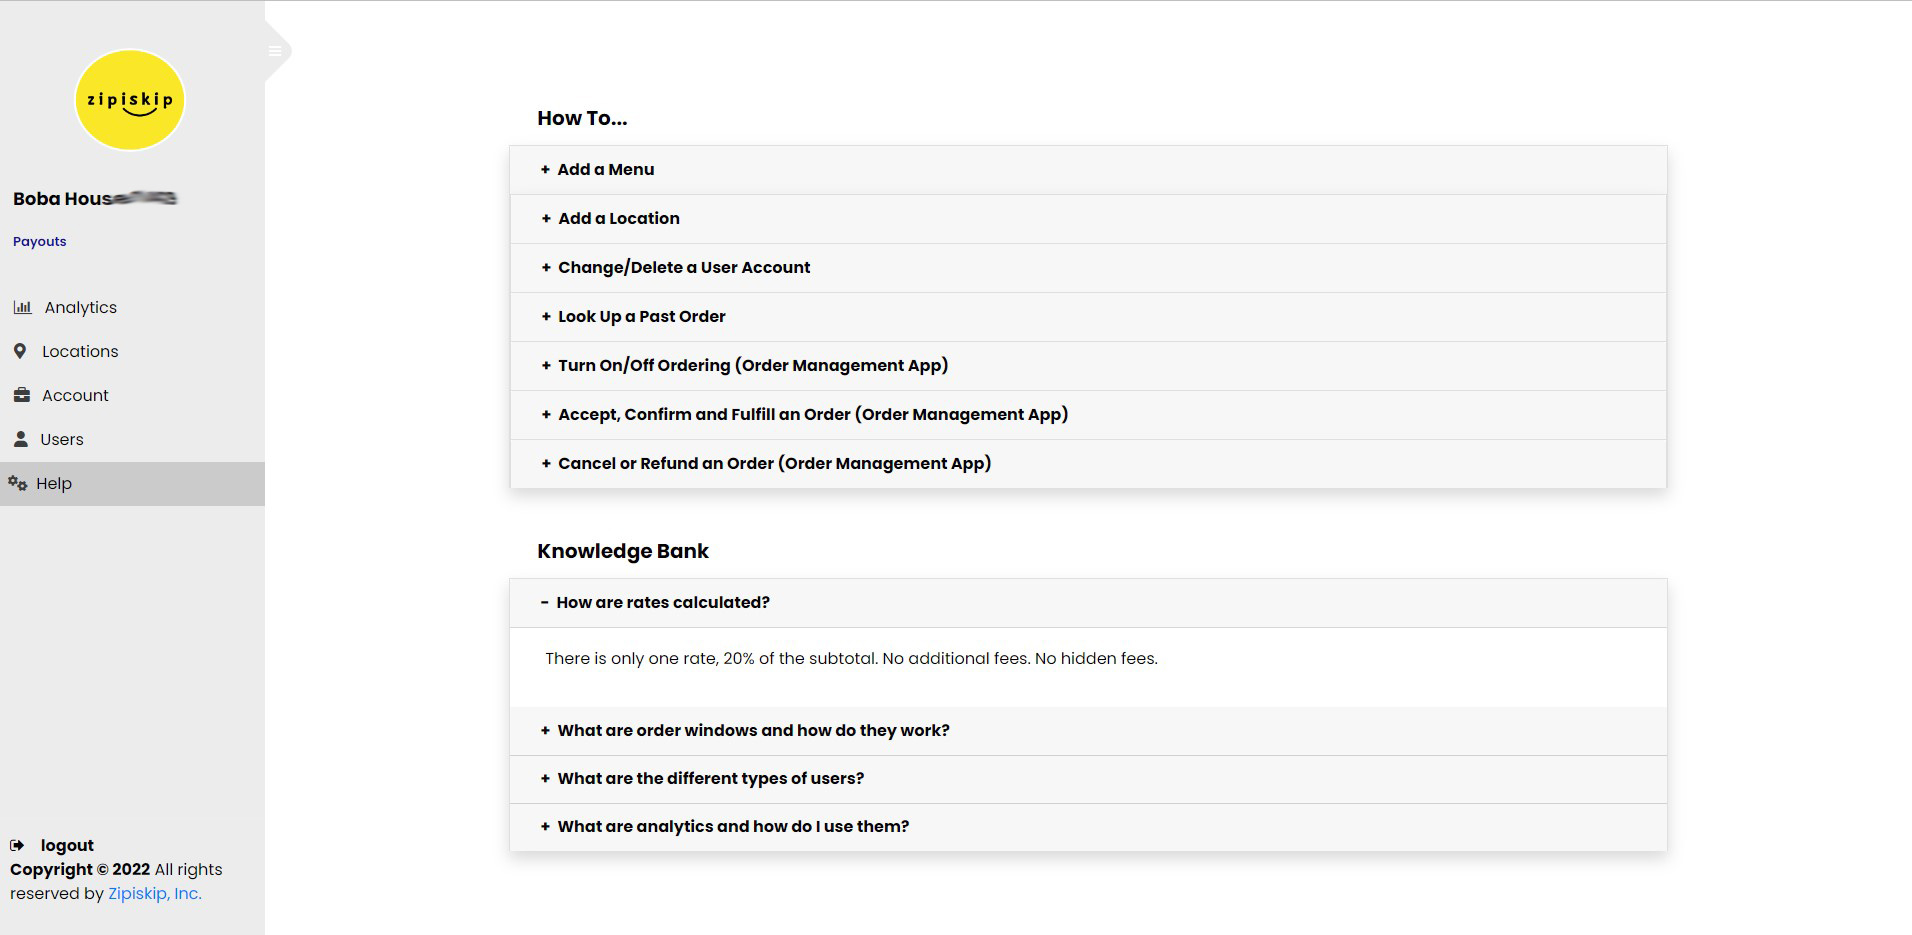 zipiskip
Boba House
Payouts
Analytics
Locations
Account
Users
Help
logout
Copyright © 2022 All rights
reserved by Zipiskip, Inc.
How To...
+ Add a Menu
+ Add a Location
+ Change/Delete a User Account
+ Look Up a Past Order
+ Turn On/Off Ordering (Order Management App)
+ Accept, Confirm and Fulfill an Order (Order Management App)
+ Cancel or Refund an Order (Order Management App)
Knowledge Bank
- How are rates calculated?
There is only one rate, 20% of the subtotal. No additional fees. No hidden fees.
+ What are order windows and how do they work?
+ What are the different types of users?
+ What are analytics and how do I use them?